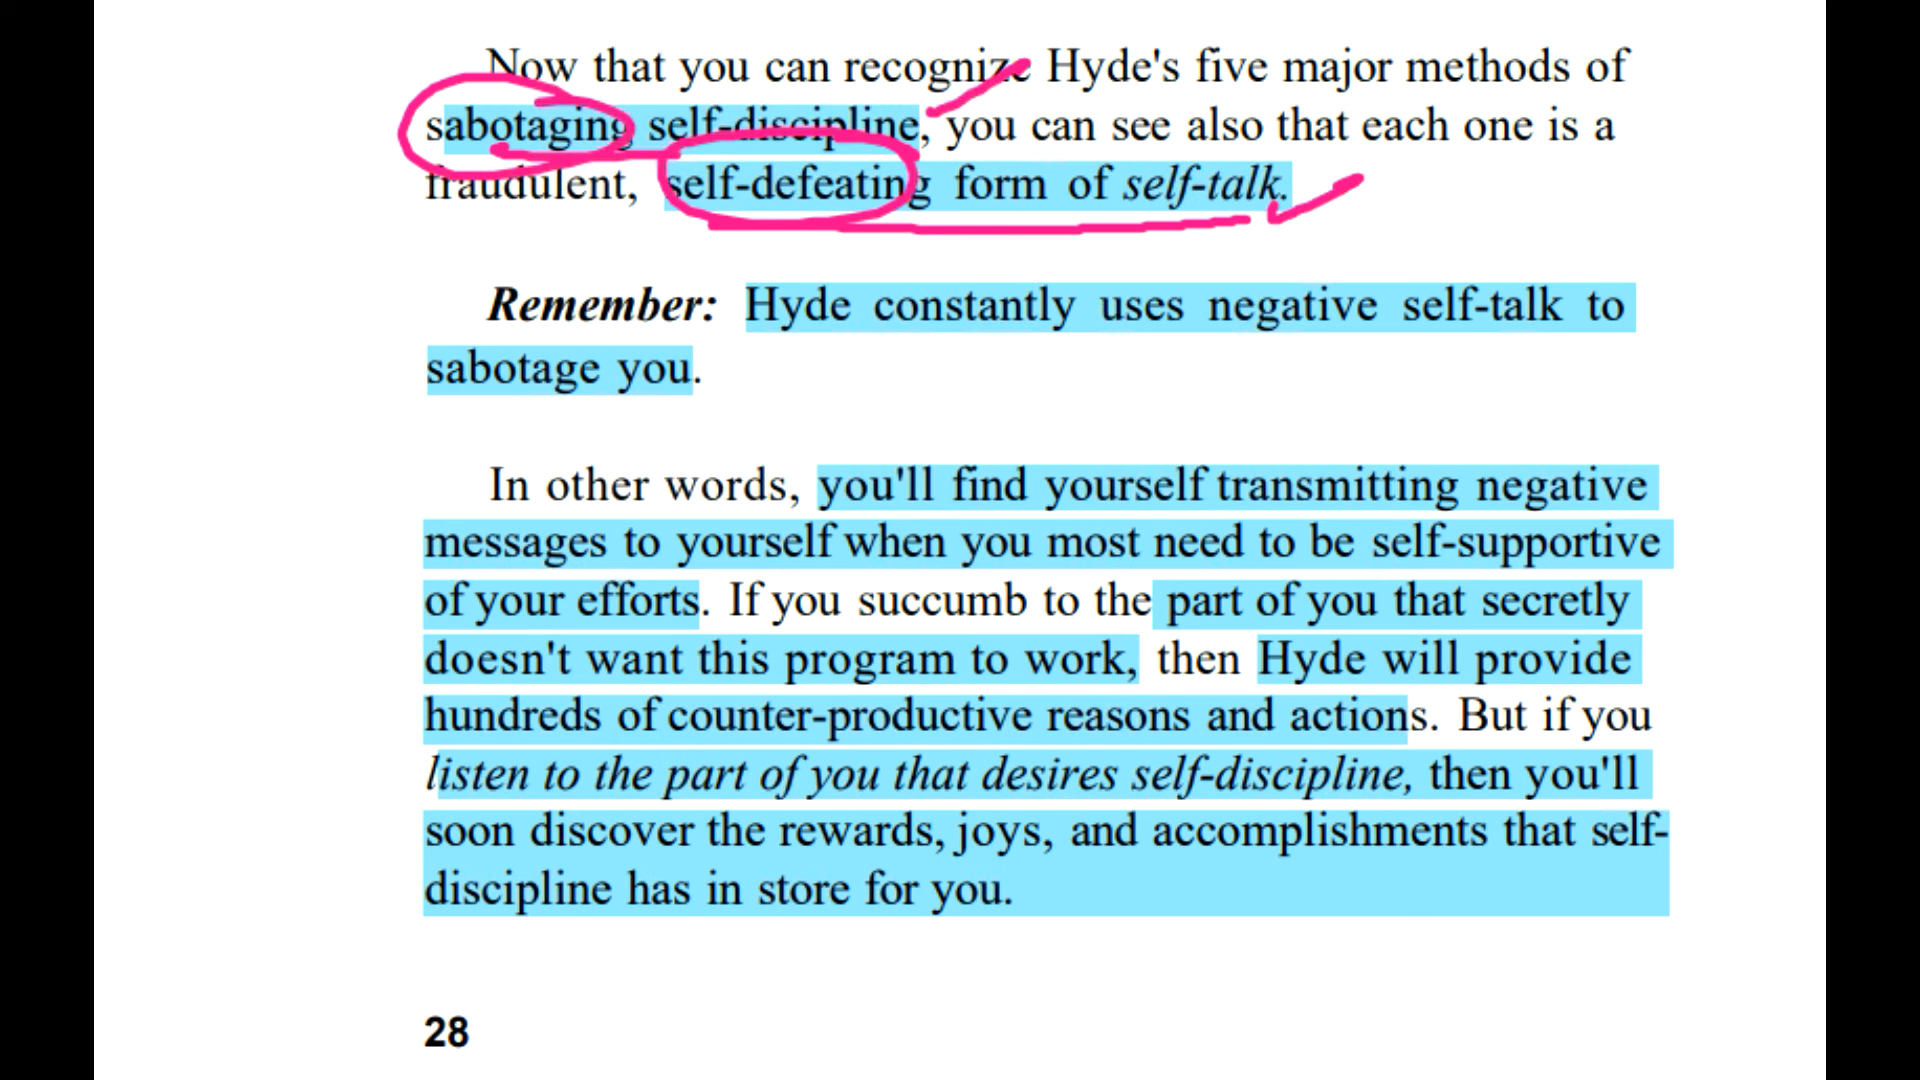 Now that you can recognize Hyde's five major methods of
sabotaging self-discipline, you can see also that each one is a
fraudulent, self-defeating form of self-talk.
Remember: Hyde constantly uses negative self-talk to
sabotage you.
In other words, you'll find yourself transmitting negative
messages to yourself when you most need to be self-supportive
of your efforts. If you succumb to the part of you that secretly
doesn't want this program to work, then Hyde will provide
hundreds of counter-productive reasons and actions. But if you
listen to the part of you that desires self-discipline, then you'll
soon discover the rewards, joys, and accomplishments that self-
discipline has in store for you.
28